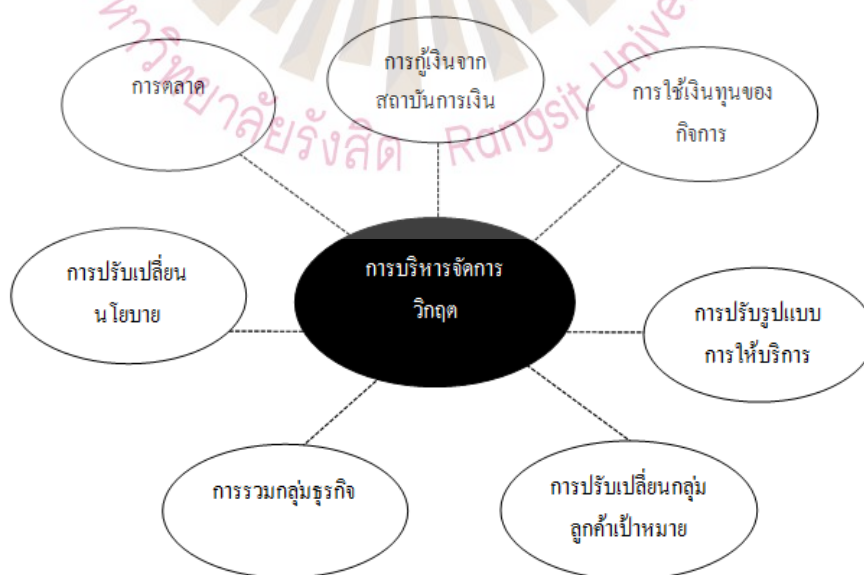 การกู้เงินจาก
สถาบันการเงิน
การตลาด
การใช้เงินทุนของ
กิจการ
มหาวิทยาลัยรังสิต Rangsit Unive
การบริหารจัดการ
วิกฤต
การปรับเปลี่ยน
นโยบาย
การปรับรูปแบบ
การให้บริการ
การรวมกลุ่มธุรกิจ
การปรับเปลี่ยนกลุ่ม
ลูกค้าเป้าหมาย